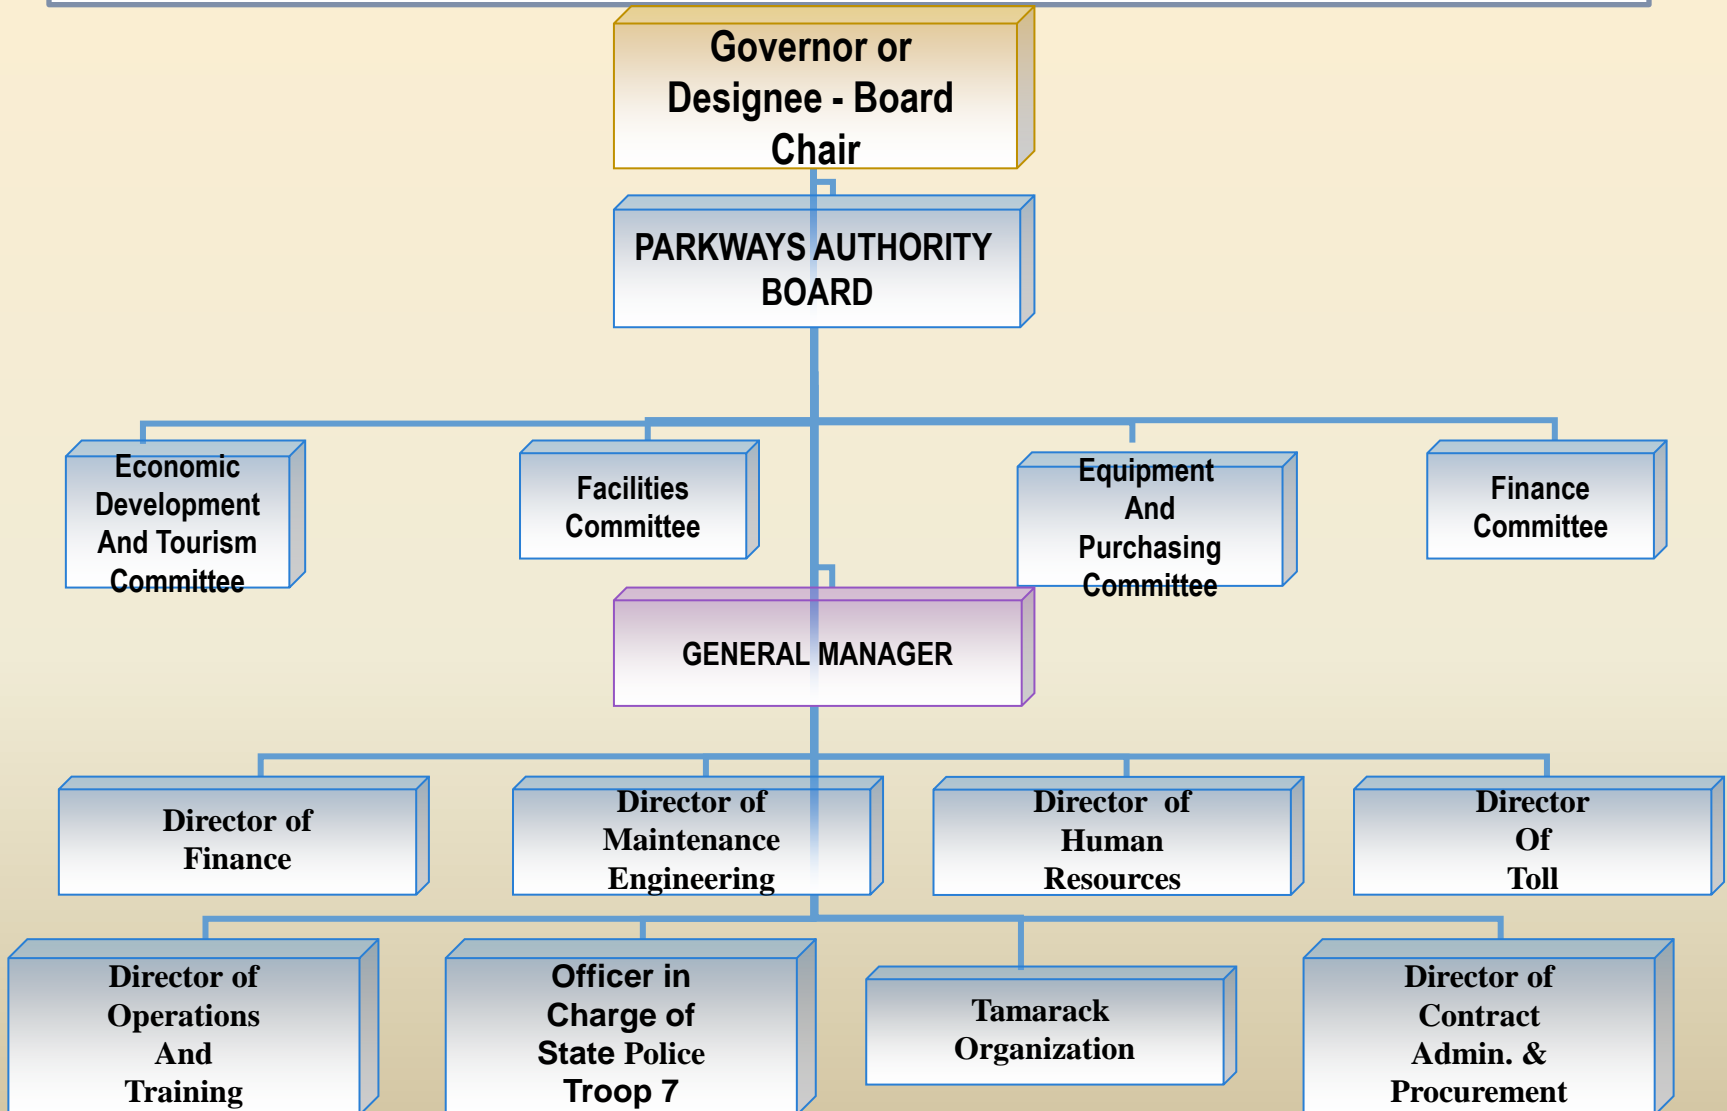 Governor or
Designee - Board
Chair
PARKWAYS AUTHORITY
BOARD
Economic
Development
And Tourism
Committee
Facilities
Committee
Equipment
And
Purchasing
Committee
Finance
Committee
GENERAL MANAGER
Director of
Finance
Director of
Maintenance
Engineering
Director of
Human
Resources
Director
Of
Toll
Director of
Operations
And
Training
Officer in
Charge of
State Police
Troop 7
Tamarack
Organization
Director of
Contract
Admin. &
Procurement